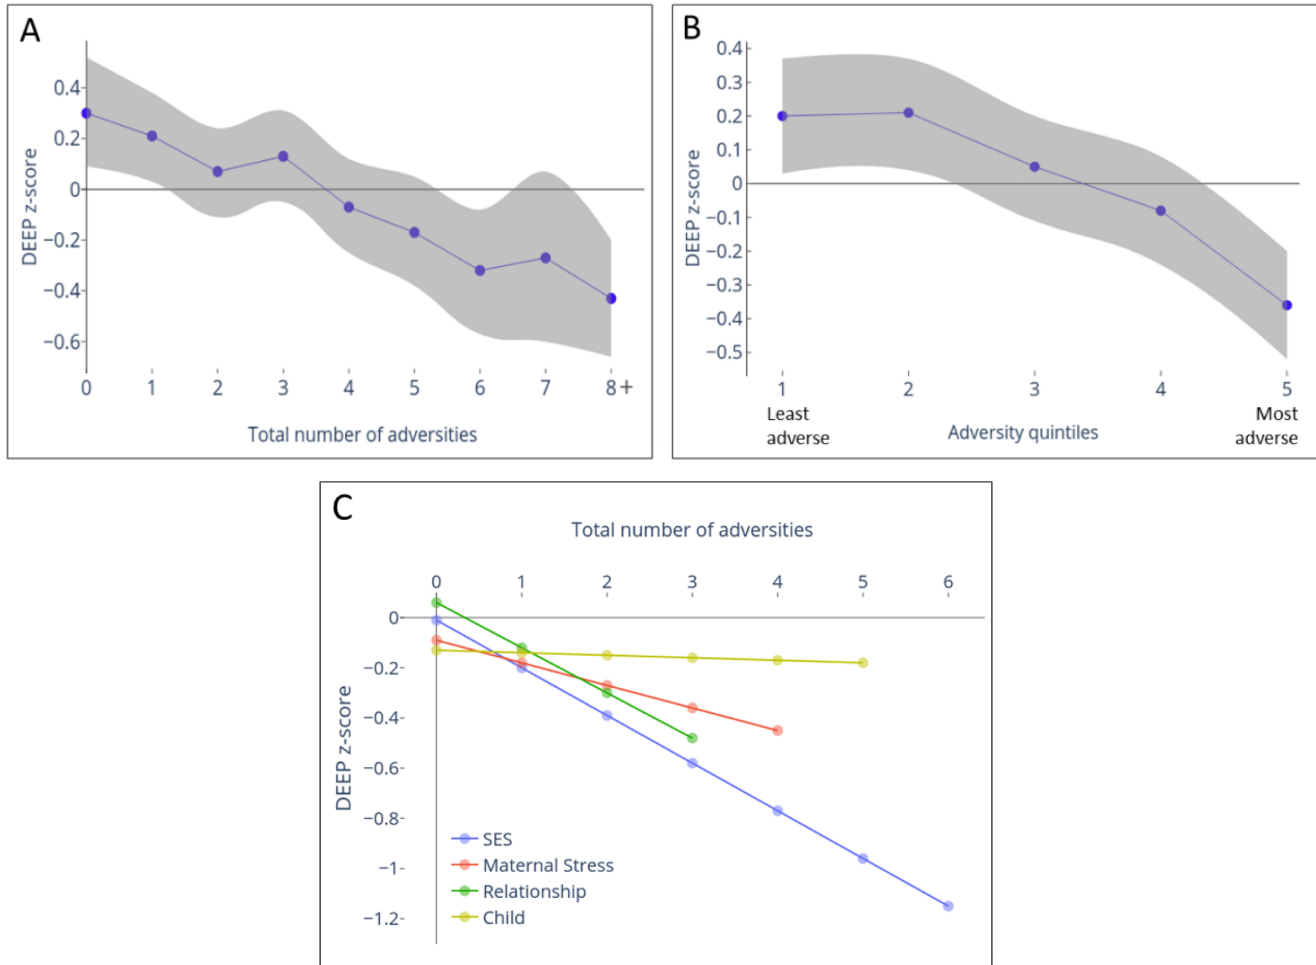 A
DEEP z-score
0.4
0.2
0
−0.2
−0.4
−0.6
0 1 2 3 4 5 6 7 8 +
Total number of adversities
B
DEEP z-score
0.4
0.3
0.2
0.1
0
−0.1
−0.2
−0.3
−0.4
−0.5
1 2 3 4 5
Least
adverse
Adversity quintiles
Most
adverse
C
Total number of adversities
0 1 2 3 4 5 6
DEEP z-score
0
−0.2
−0.4
−0.6
−0.8
−1
−1.2
SES
Maternal Stress
Relationship
Child